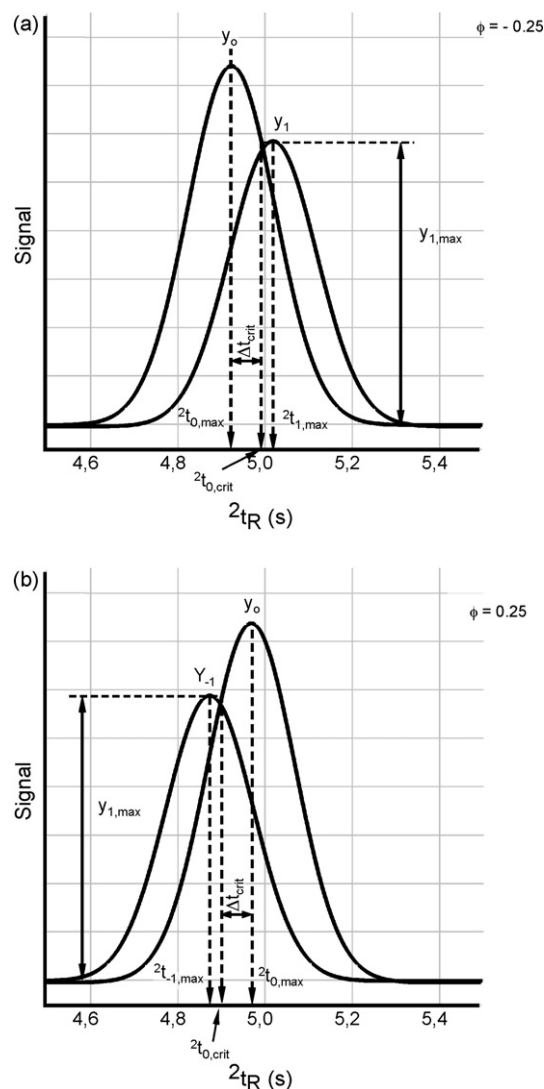 (a)
ϕ = - 0.25
y₀
y₁
Signal
y₁,max
Δtcrit
²t₀,max
²t₁,max
4,6 4,8 5,0 5,2 5,4
²t₀,crit
²tR (s)
(b)
ϕ = 0.25
y₀
Y₋₁
Signal
y₁,max
Δtcrit
²t₋₁,max
²t₀,max
4,6 4,8 5,0 5,2 5,4
²t₀,crit
²tR (s)